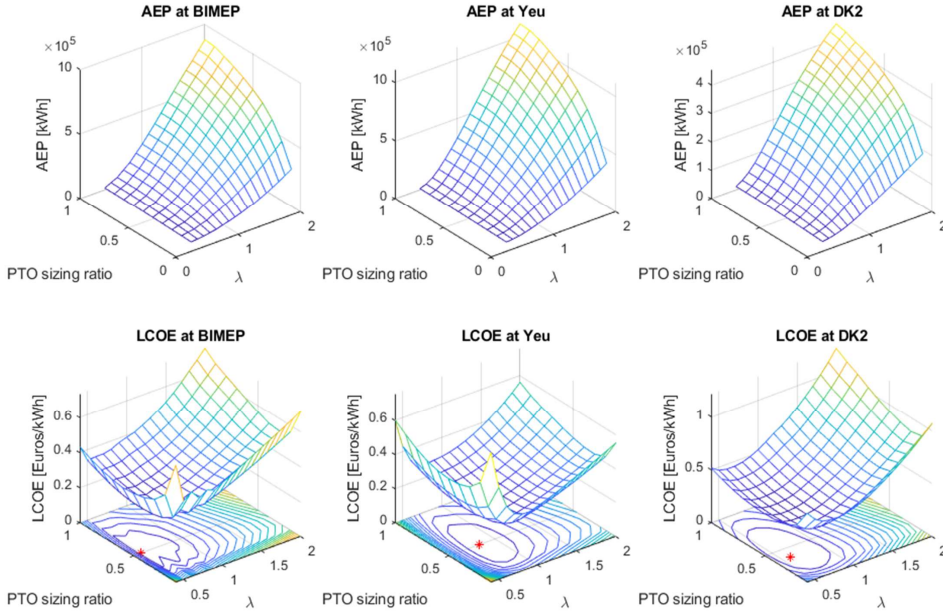 AEP at BIMEP
×10⁵
10
5
0
AEP [kWh]
1
0.5
0
PTO sizing ratio
0
1
2
λ
AEP at Yeu
×10⁵
10
5
0
AEP [kWh]
1
0.5
0
PTO sizing ratio
0
1
2
λ
AEP at DK2
×10⁵
4
3
2
1
0
AEP [kWh]
1
0.5
0
PTO sizing ratio
0
1
2
λ
LCOE at BIMEP
0.6
0.4
0.2
0
LCOE [Euros/kWh]
1
0.5
PTO sizing ratio
0.5
1
1.5
2
λ
LCOE at Yeu
0.6
0.4
0.2
0
LCOE [Euros/kWh]
1
0.5
PTO sizing ratio
0.5
1
1.5
2
λ
LCOE at DK2
1
0.5
0
LCOE [Euros/kWh]
1
0.5
PTO sizing ratio
0.5
1
1.5
2
λ